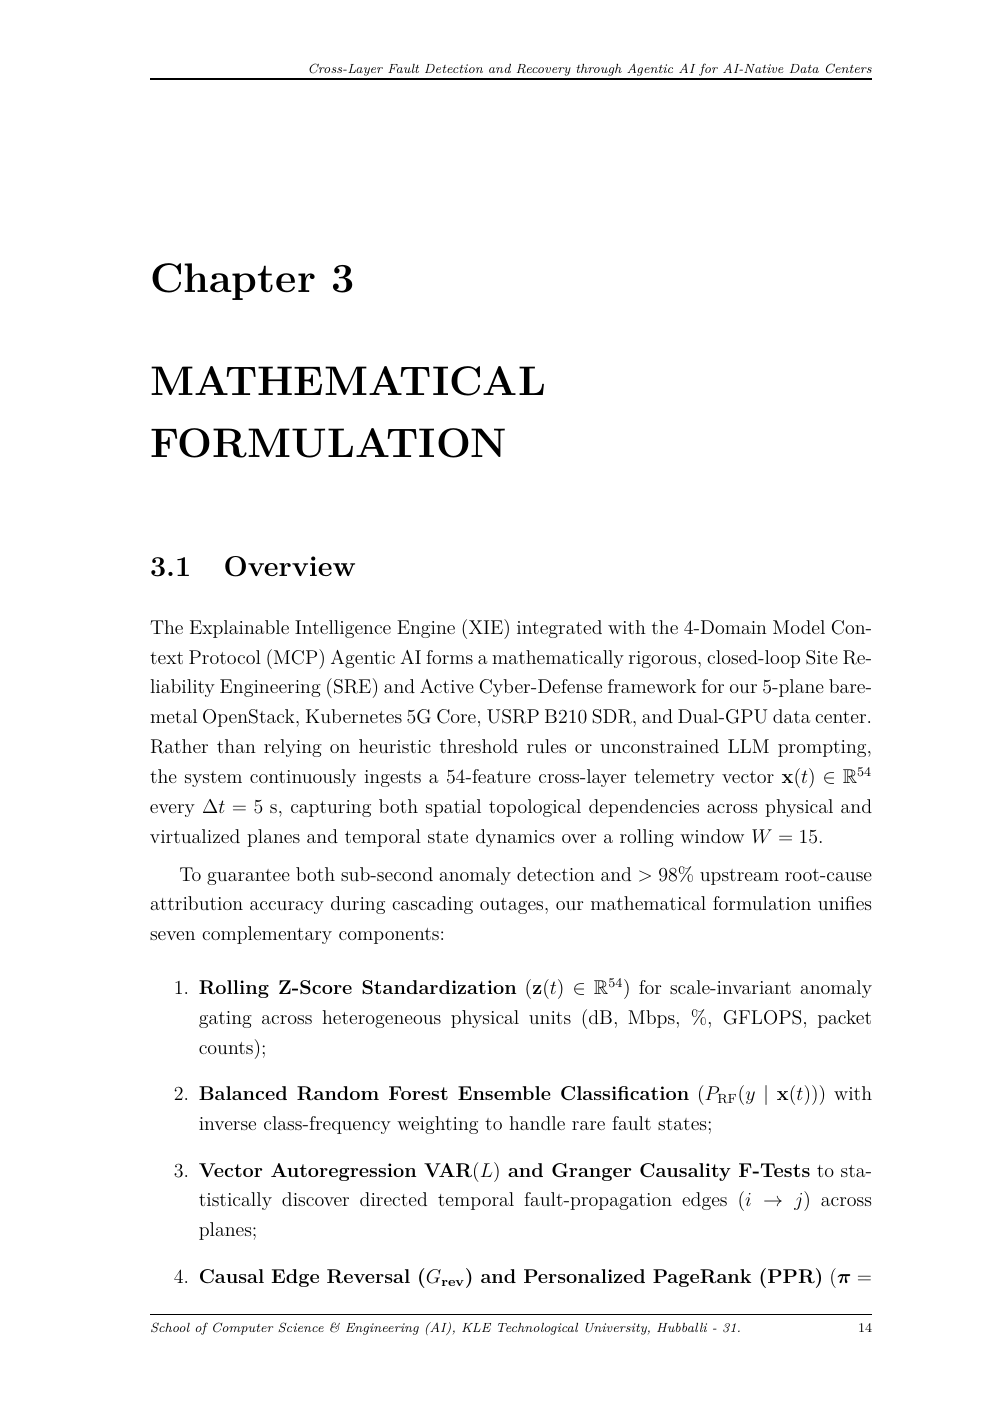 Cross-Layer Fault Detection and Recovery through Agentic AI for AI-Native Data Centers
Chapter 3
MATHEMATICAL
FORMULATION
3.1 Overview
The Explainable Intelligence Engine (XIE) integrated with the 4-Domain Model Con-
text Protocol (MCP) Agentic AI forms a mathematically rigorous, closed-loop Site Re-
liability Engineering (SRE) and Active Cyber-Defense framework for our 5-plane bare-
metal OpenStack, Kubernetes 5G Core, USRP B210 SDR, and Dual-GPU data center.
Rather than relying on heuristic threshold rules or unconstrained LLM prompting,
the system continuously ingests a 54-feature cross-layer telemetry vector x(t) ∈ ℝ⁵⁴
every Δt = 5 s, capturing both spatial topological dependencies across physical and
virtualized planes and temporal state dynamics over a rolling window W = 15.
To guarantee both sub-second anomaly detection and > 98% upstream root-cause
attribution accuracy during cascading outages, our mathematical formulation unifies
seven complementary components:
1. Rolling Z-Score Standardization (z(t) ∈ ℝ⁵⁴) for scale-invariant anomaly
gating across heterogeneous physical units (dB, Mbps, %, GFLOPS, packet
counts);
2. Balanced Random Forest Ensemble Classification (P_RF(y | x(t))) with
inverse class-frequency weighting to handle rare fault states;
3. Vector Autoregression VAR(L) and Granger Causality F-Tests to sta-
tistically discover directed temporal fault-propagation edges (i → j) across
planes;
4. Causal Edge Reversal (G_rev) and Personalized PageRank (PPR) (π =
School of Computer Science & Engineering (AI), KLE Technological University, Hubballi - 31. 14